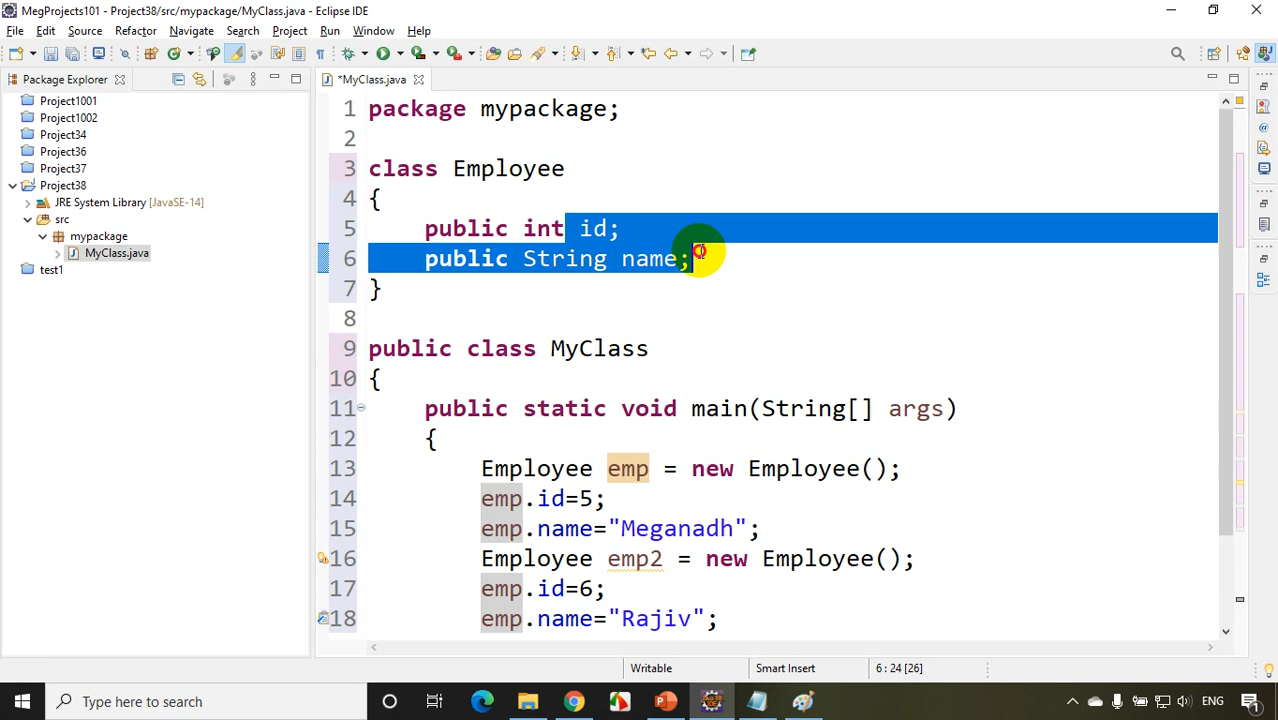 MegProjects101 - Project38/src/mypackage/MyClass.java - Eclipse IDE
File Edit Source Refactor Navigate Search Project Run Window Help
Package Explorer
*MyClass.java
Project1001
Project1002
Project34
Project36
Project37
Project38
JRE System Library [JavaSE-14]
src
mypackage
MyClass.java
test1
1 package mypackage;
2
3 class Employee
4 {
5 public int id;
6 public String name;
7 }
8
9 public class MyClass
10 {
11 public static void main(String[] args)
12 {
13 Employee emp = new Employee();
14 emp.id=5;
15 emp.name="Meganadh";
16 Employee emp2 = new Employee();
17 emp.id=6;
18 emp.name="Rajiv";
Writable Smart Insert 6 : 24 [26]
Type here to search
ENG
1